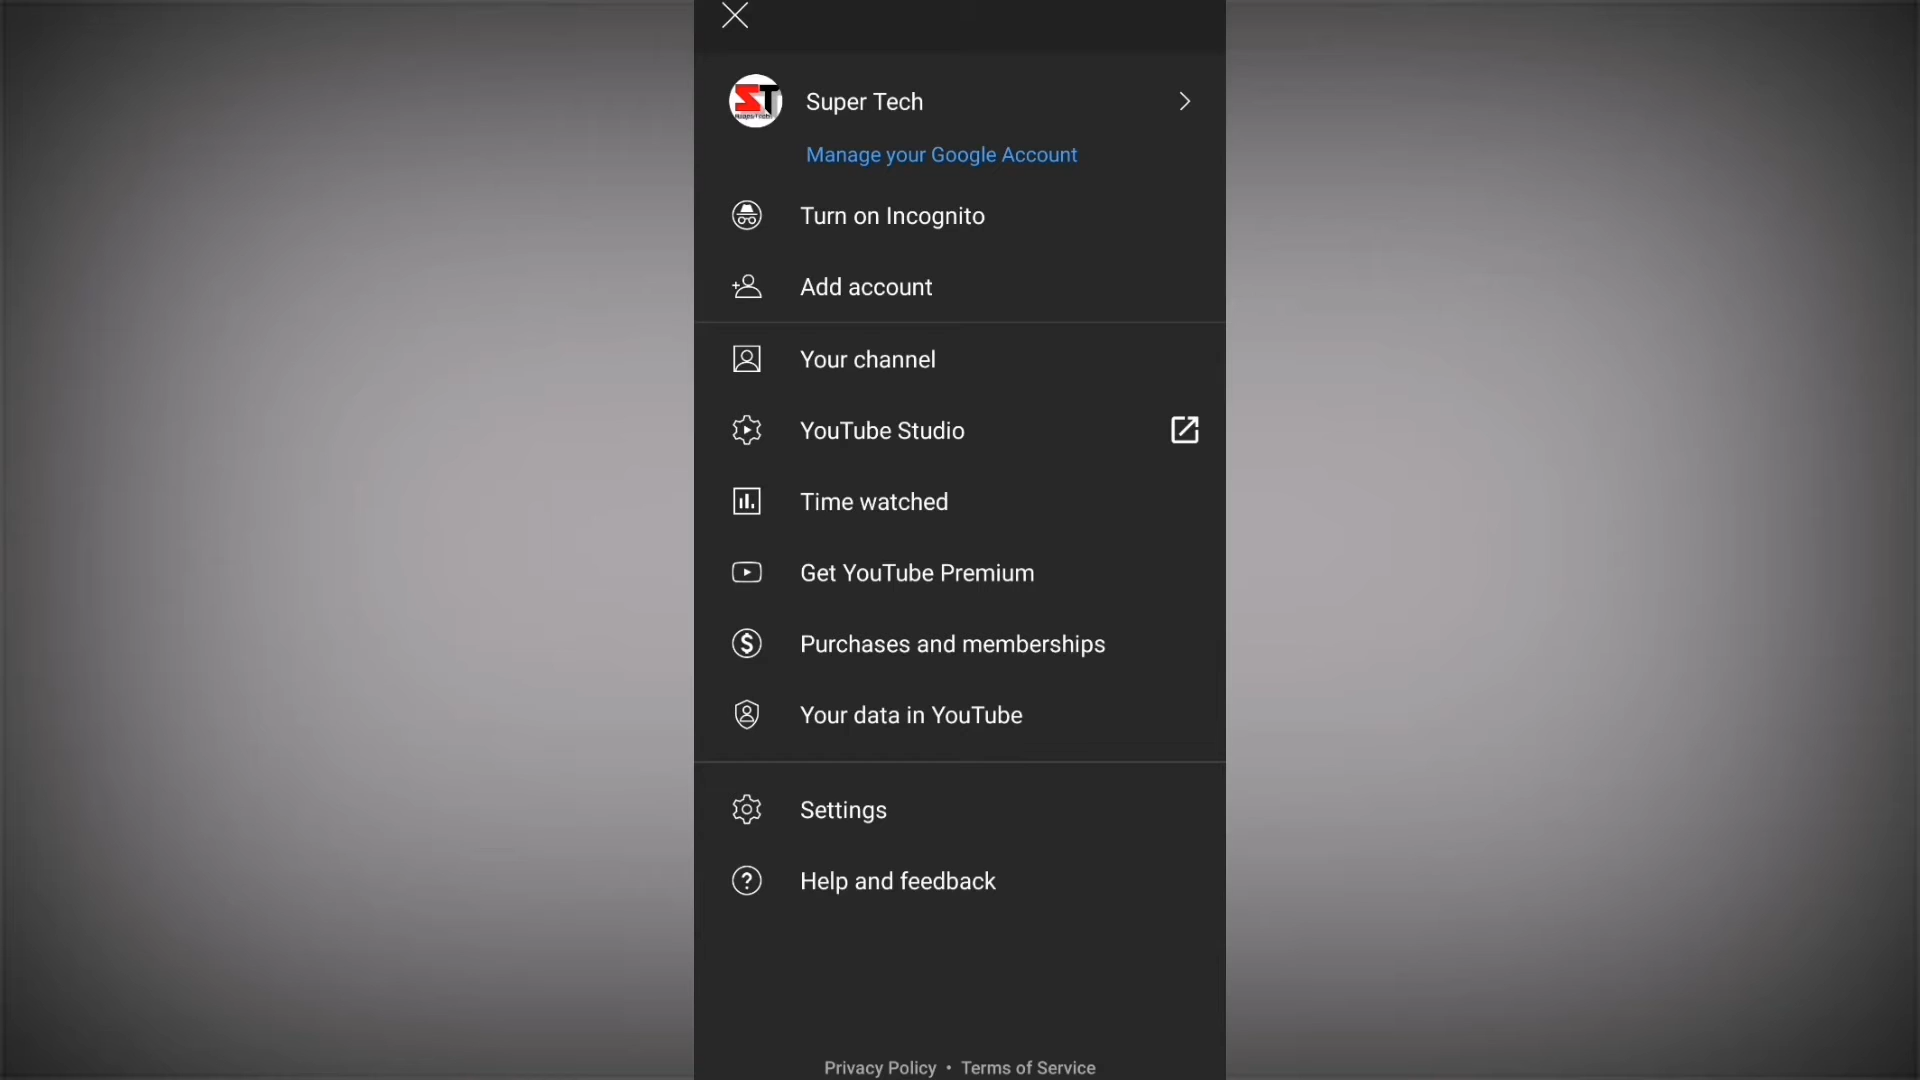 ST
Super Tech
Manage your Google Account
Turn on Incognito
Add account
Your channel
YouTube Studio
Time watched
Get YouTube Premium
Purchases and memberships
Your data in YouTube
Settings
Help and feedback
Privacy Policy • Terms of Service